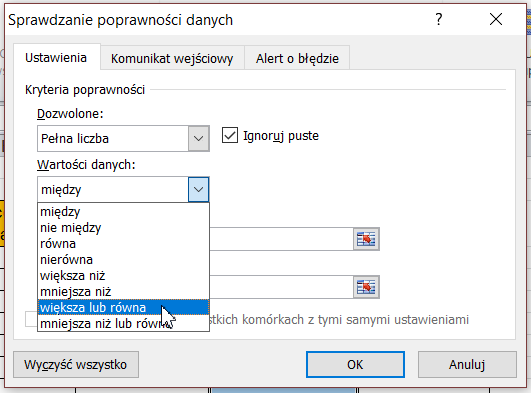 Sprawdzanie poprawności danych
?
Ustawienia Komunikat wejściowy Alert o błędzie
Kryteria poprawności
Dozwolone:
Pełna liczba Ignoruj puste
Wartości danych:
między
między
nie między
równa
nierówna
większa niż
mniejsza niż
większa lub równa
mniejsza niż lub równa
komórkach z tymi samymi ustawieniami
Wyczyść wszystko OK Anuluj